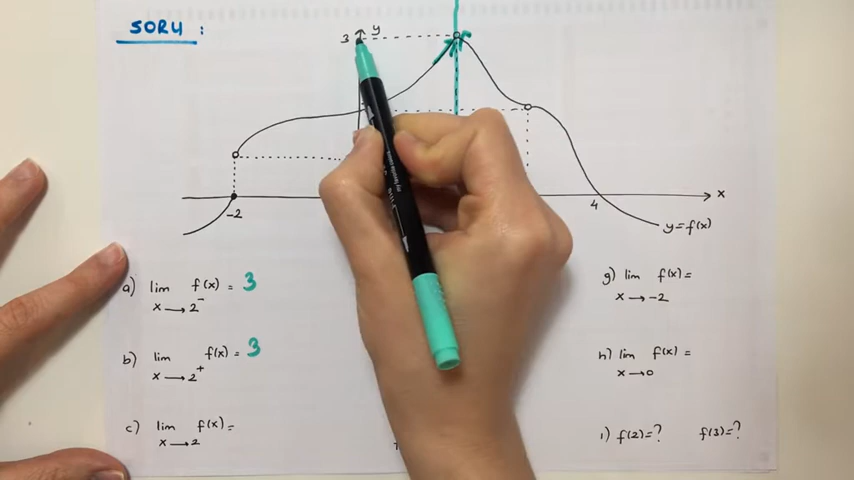 SORU :
3 y
x
-2
4
y=f(x)
a) lim f(x) = 3
x→2⁻
b) lim f(x) = 3
x→2⁺
c) lim f(x)=
x→2
g) lim f(x)=
x→-2
h) lim f(x)=
x→0
ı) f(2)=? f(3)=?